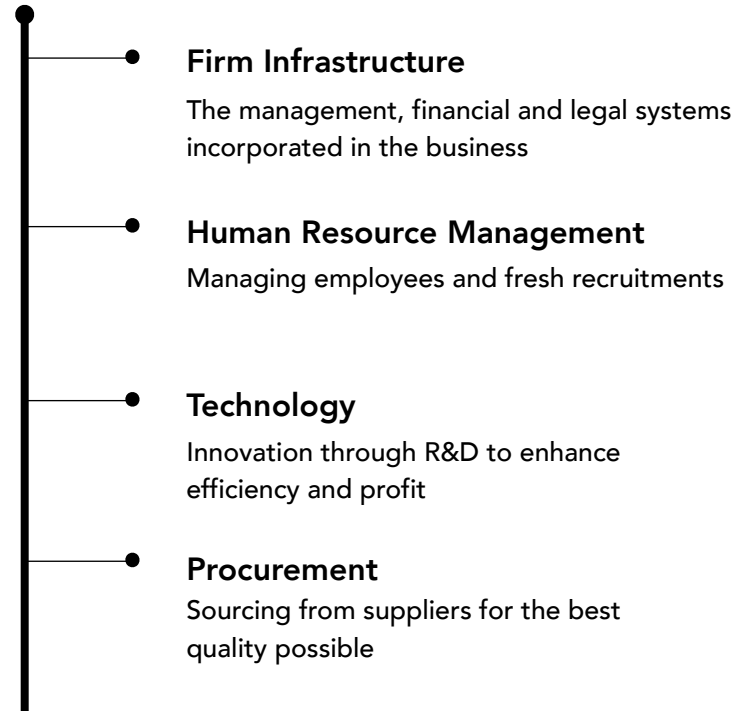 Firm Infrastructure
The management, financial and legal systems
incorporated in the business
Human Resource Management
Managing employees and fresh recruitments
Technology
Innovation through R&D to enhance
efficiency and profit
Procurement
Sourcing from suppliers for the best
quality possible